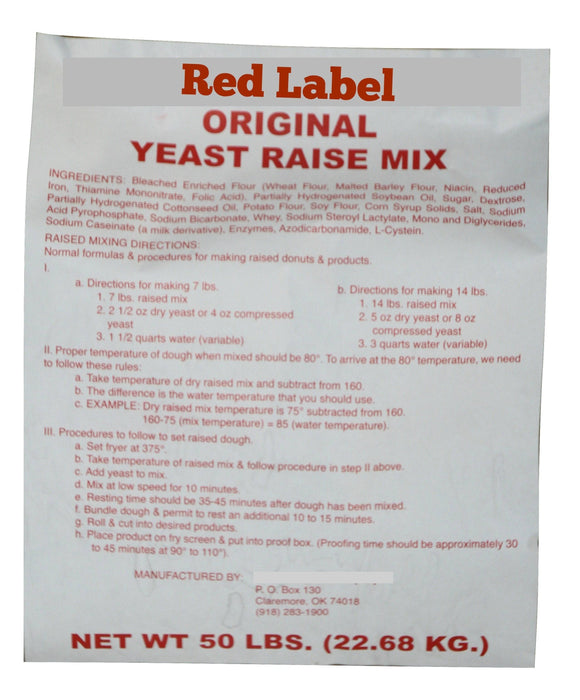 Red Label
ORIGINAL
YEAST RAISE MIX
INGREDIENTS: Bleached Enriched Flour (Wheat Flour, Malted Barley Flour, Niacin, Reduced
Iron, Thiamine Mononitrate, Folic Acid), Partially Hydrogenated Soybean Oil, Sugar, Dextrose,
Partially Hydrogenated Cottonseed Oil, Potato Flour, Soy Flour, Corn Syrup Solids, Salt, Sodium
Acid Pyrophosphate, Sodium Bicarbonate, Whey, Sodium Steroyl Lactylate, Mono and Diglycerides,
Sodium Caseinate (a milk derivative), Enzymes, Azodicarbonamide, L-Cystein.
RAISED MIXING DIRECTIONS:
Normal formulas & procedures for making raised donuts & products.
I.
a. Directions for making 7 lbs.
1. 7 lbs. raised mix
2. 2 1/2 oz dry yeast or 4 oz compressed
yeast
3. 1 1/2 quarts water (variable)
b. Directions for making 14 lbs.
1. 14 lbs. raised mix
2. 5 oz dry yeast or 8 oz
compressed yeast
3. 3 quarts water (variable)
II. Proper temperature of dough when mixed should be 80°. To arrive at the 80° temperature, we need
to follow these rules:
a. Take temperature of dry raised mix and subtract from 160.
b. The difference is the water temperature that you should use.
c. EXAMPLE: Dry raised mix temperature is 75° subtracted from 160.
160-75 (mix temperature) = 85 (water temperature).
III. Procedures to follow to set raised dough.
a. Set fryer at 375°.
b. Take temperature of raised mix & follow procedure in step II above.
c. Add yeast to mix.
d. Mix at low speed for 10 minutes.
e. Resting time should be 35-45 minutes after dough has been mixed.
f. Bundle dough & permit to rest an additional 10 to 15 minutes.
g. Roll & cut into desired products.
h. Place product on fry screen & put into proof box. (Proofing time should be approximately 30
to 45 minutes at 90° to 110°).
MANUFACTURED BY:
P. O. Box 130
Claremore, OK 74018
(918) 283-1900
NET WT 50 LBS. (22.68 KG.)